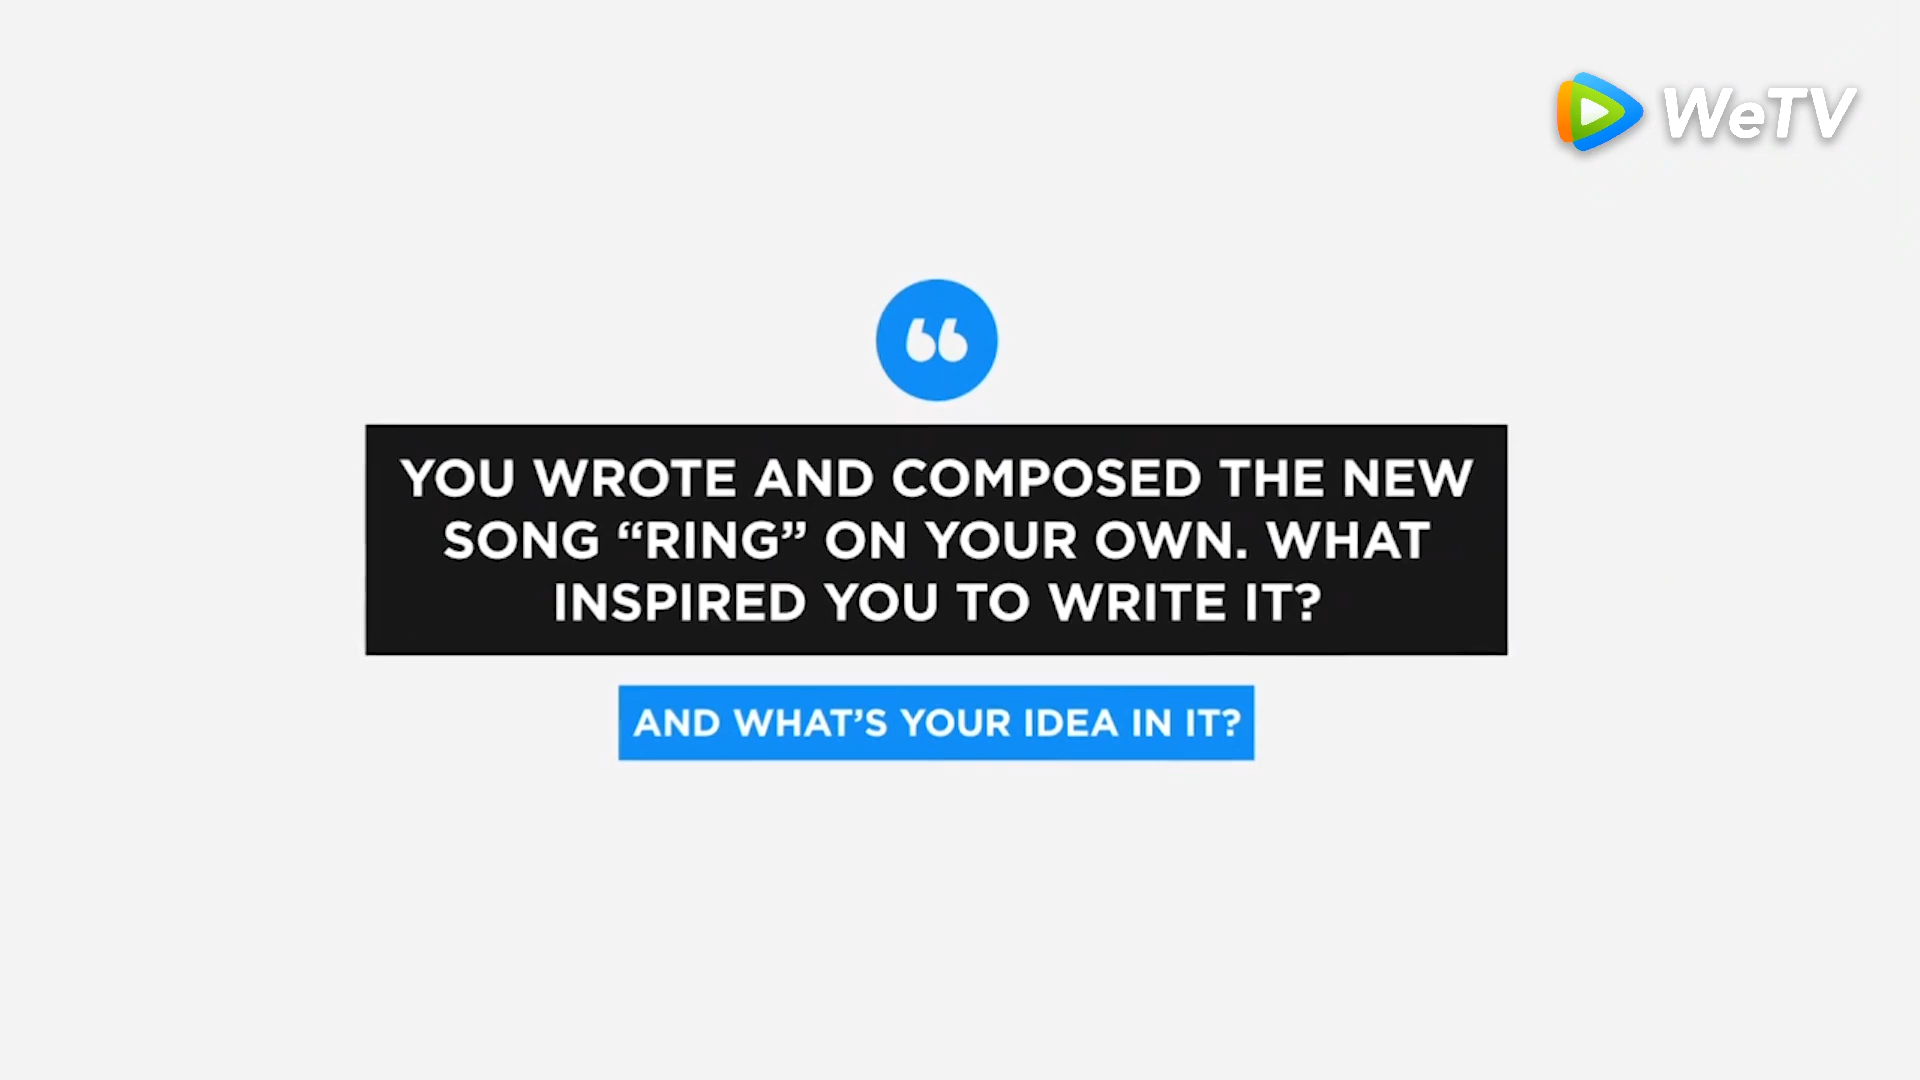 WeTV
YOU WROTE AND COMPOSED THE NEW
SONG “RING” ON YOUR OWN. WHAT
INSPIRED YOU TO WRITE IT?
AND WHAT’S YOUR IDEA IN IT?